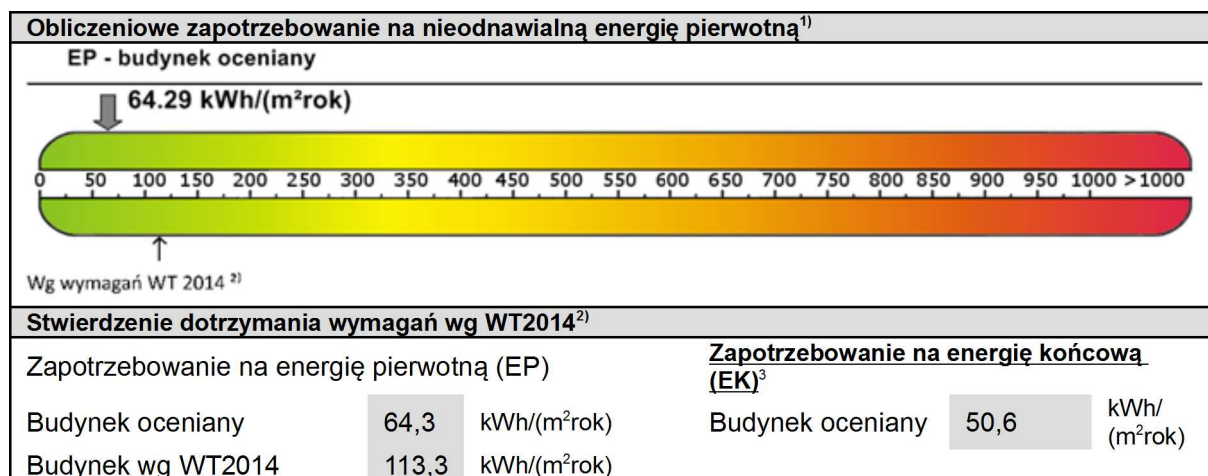 Obliczeniowe zapotrzebowanie na nieodnawialną energię pierwotną¹⁾
EP - budynek oceniany
64.29 kWh/(m²rok)
0 50 100 150 200 250 300 350 400 450 500 550 600 650 700 750 800 850 900 950 1000 >1000
Wg wymagań WT 2014 ²⁾
Stwierdzenie dotrzymania wymagań wg WT2014²⁾
Zapotrzebowanie na energię pierwotną (EP)
Zapotrzebowanie na energię końcową
(EK)³
Budynek oceniany 64,3 kWh/(m²rok)
Budynek oceniany 50,6 kWh/
(m²rok)
Budynek wg WT2014 113,3 kWh/(m²rok)